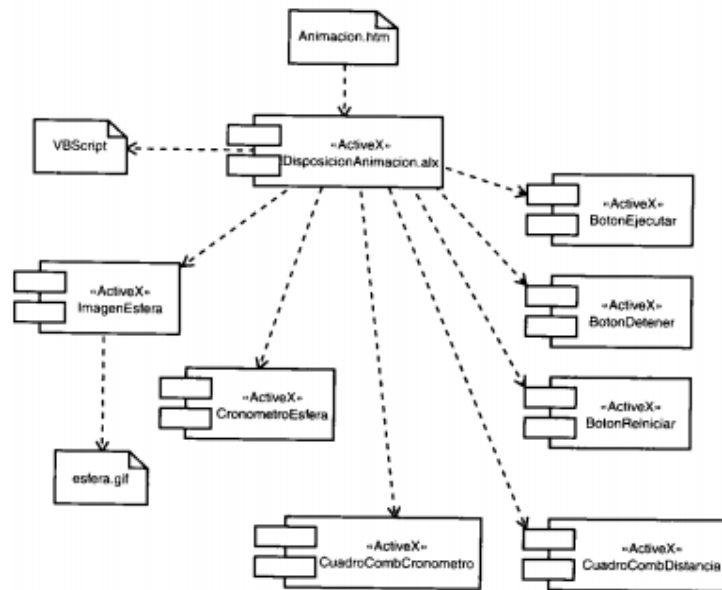 Animacion.htm
VBScript
«ActiveX»
DisposicionAnimacion.alx
«ActiveX»
BotonEjecutar
«ActiveX»
ImagenEsfera
«ActiveX»
BotonDetener
«ActiveX»
CronometroEsfera
«ActiveX»
BotonReiniciar
esfera.gif
«ActiveX»
CuadroCombCronometro
«ActiveX»
CuadroCombDistancia